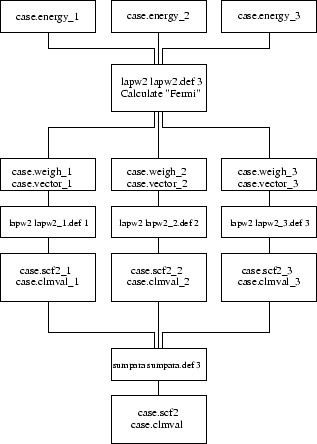 case.energy_1
case.energy_2
case.energy_3
lapw2 lapw2.def 3
Calculate "Fermi"
case.weigh_1
case.vector_1
case.weigh_2
case.vector_2
case.weigh_3
case.vector_3
lapw2 lapw2_1.def 1
lapw2 lapw2_2.def 2
lapw2 lapw2_3.def 3
case.scf2_1
case.clmval_1
case.scf2_2
case.clmval_2
case.scf2_3
case.clmval_3
sumpara sumpara.def 3
case.scf2
case.clmval